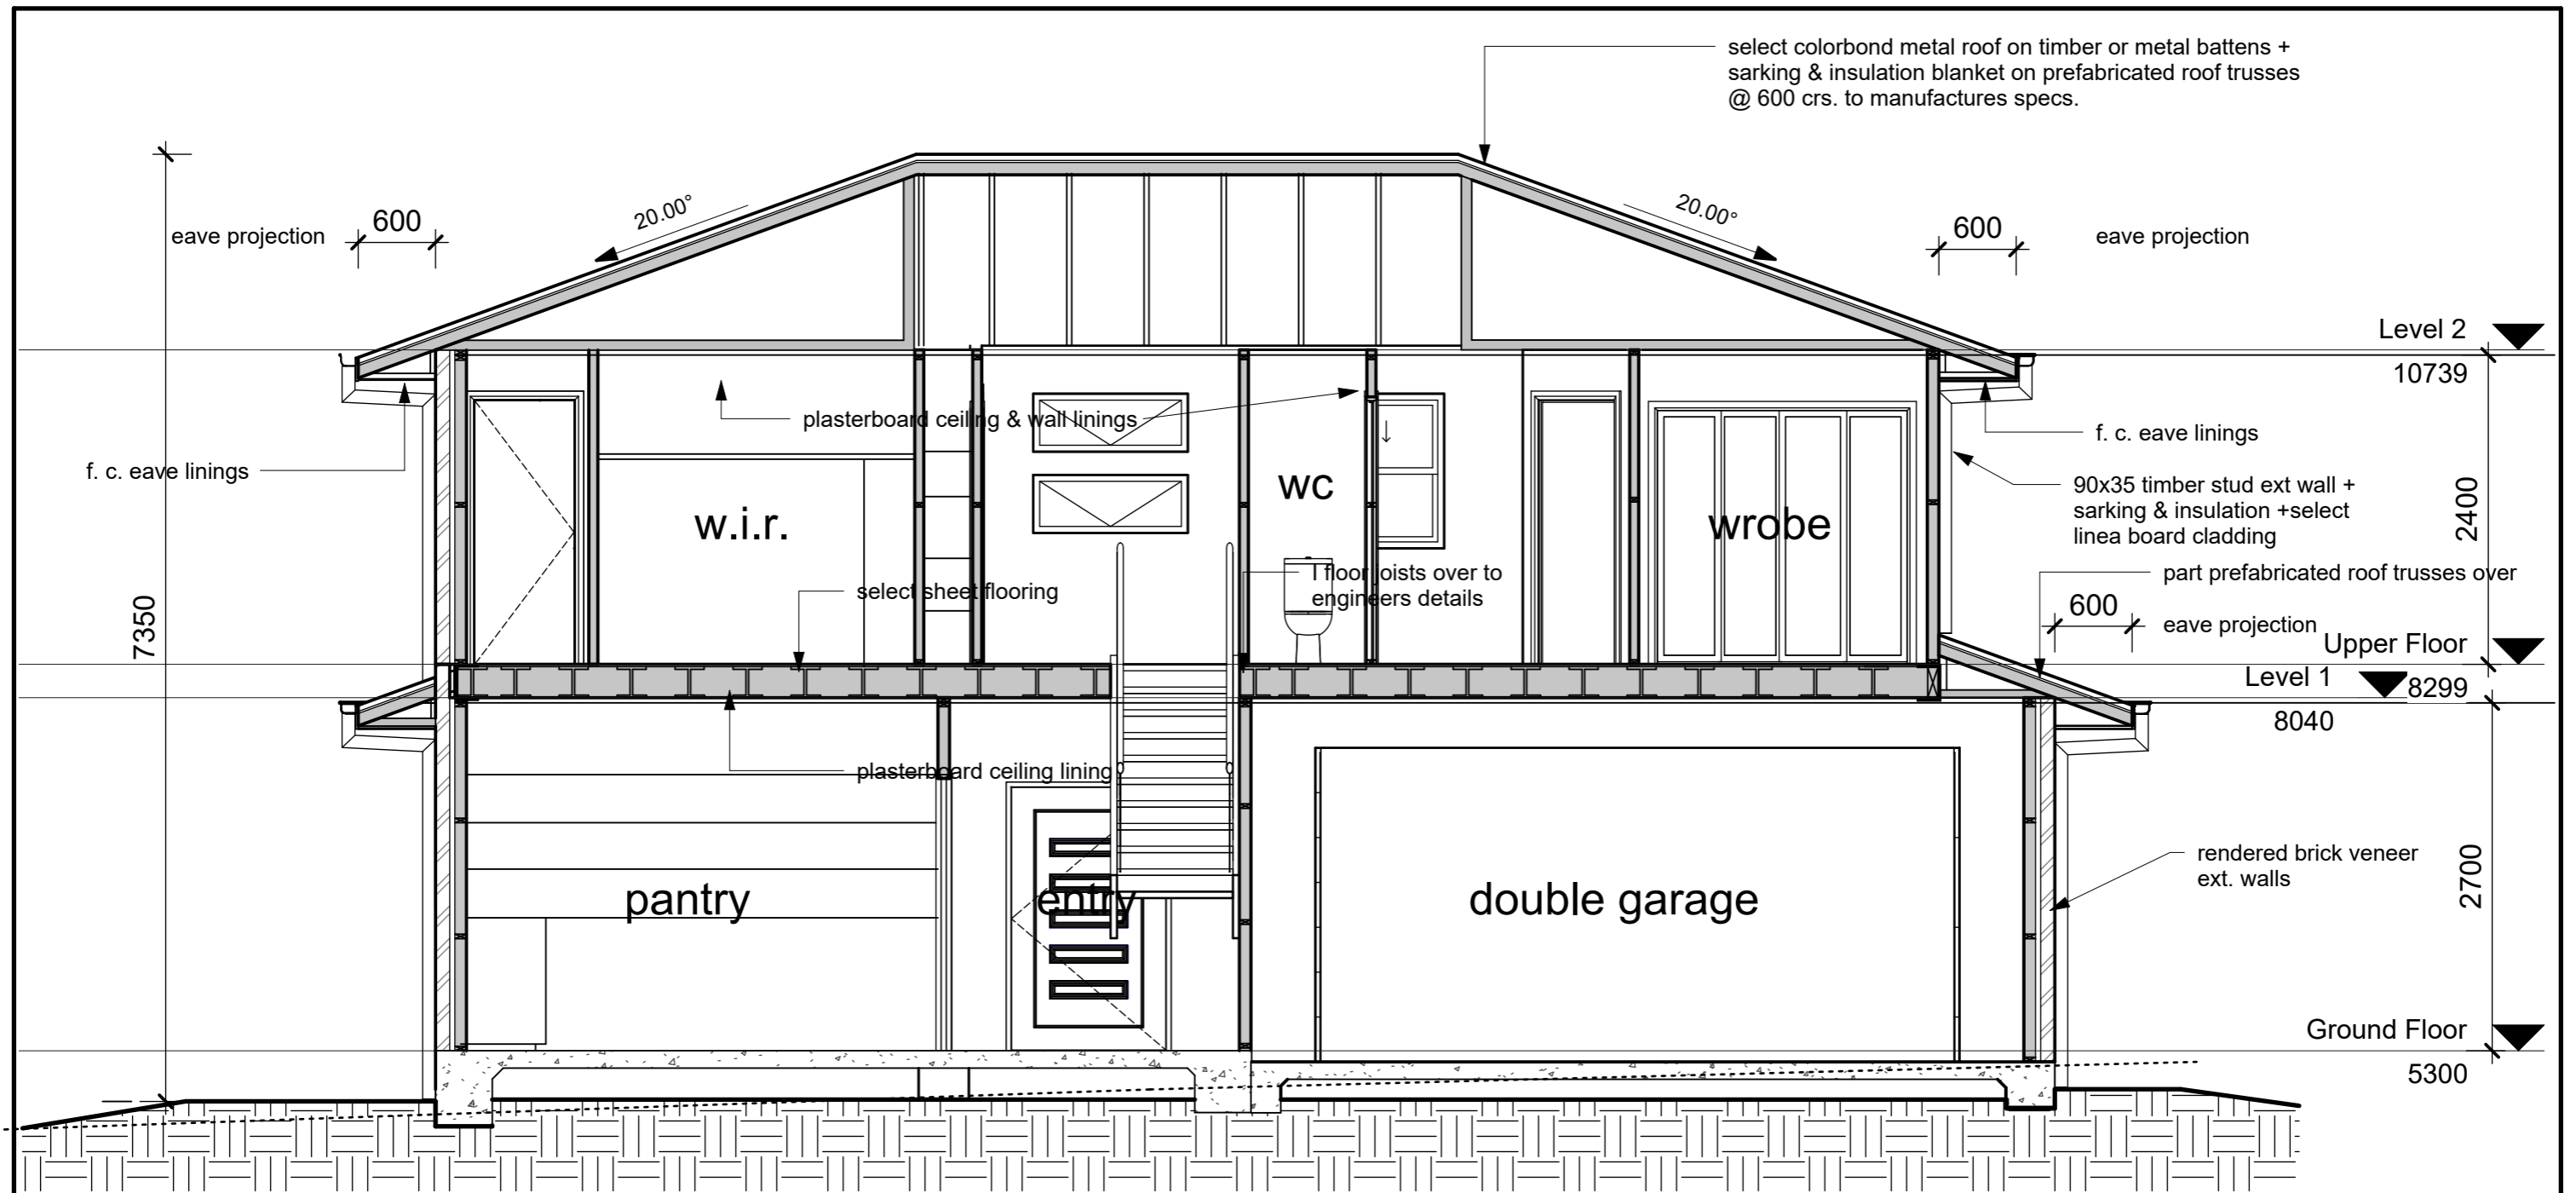 select colorbond metal roof on timber or metal battens +
sarking & insulation blanket on prefabricated roof trusses
@ 600 crs. to manufactures specs.
20.00°
20.00°
600
eave projection
600
eave projection
Level 2
10739
plasterboard ceiling & wall linings
f. c. eave linings
f. c. eave linings
90x35 timber stud ext wall +
sarking & insulation +select
linea board cladding
wc
w.i.r.
wrobe
2400
7350
select sheet flooring
I floor joists over to
engineers details
part prefabricated roof trusses over
600
eave projection
Upper Floor
8299
Level 1
8040
plasterboard ceiling lining
rendered brick veneer
ext. walls
2700
pantry
entry
double garage
Ground Floor
5300